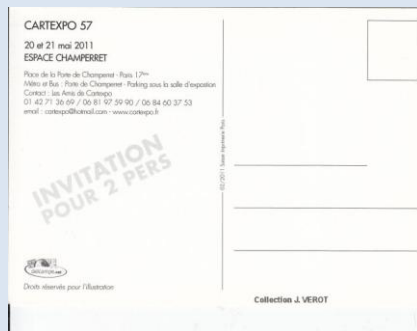 CARTEXPO 57
20 et 21 mai 2011
ESPACE CHAMPERRET
Place de la Porte de Champerret - Paris 17ème
Métro et Bus : Porte de Champerret - Parking sous la salle d'exposition
Contact : Les Amis de Cartexpo
01 42 71 36 69 / 06 81 97 59 90 / 06 84 60 37 53
email : cartexpo@hotmail.com - www.cartexpo.fr
INVITATION
POUR 2 PERS
Droits réservés pour l'illustration
Collection J. VEROT